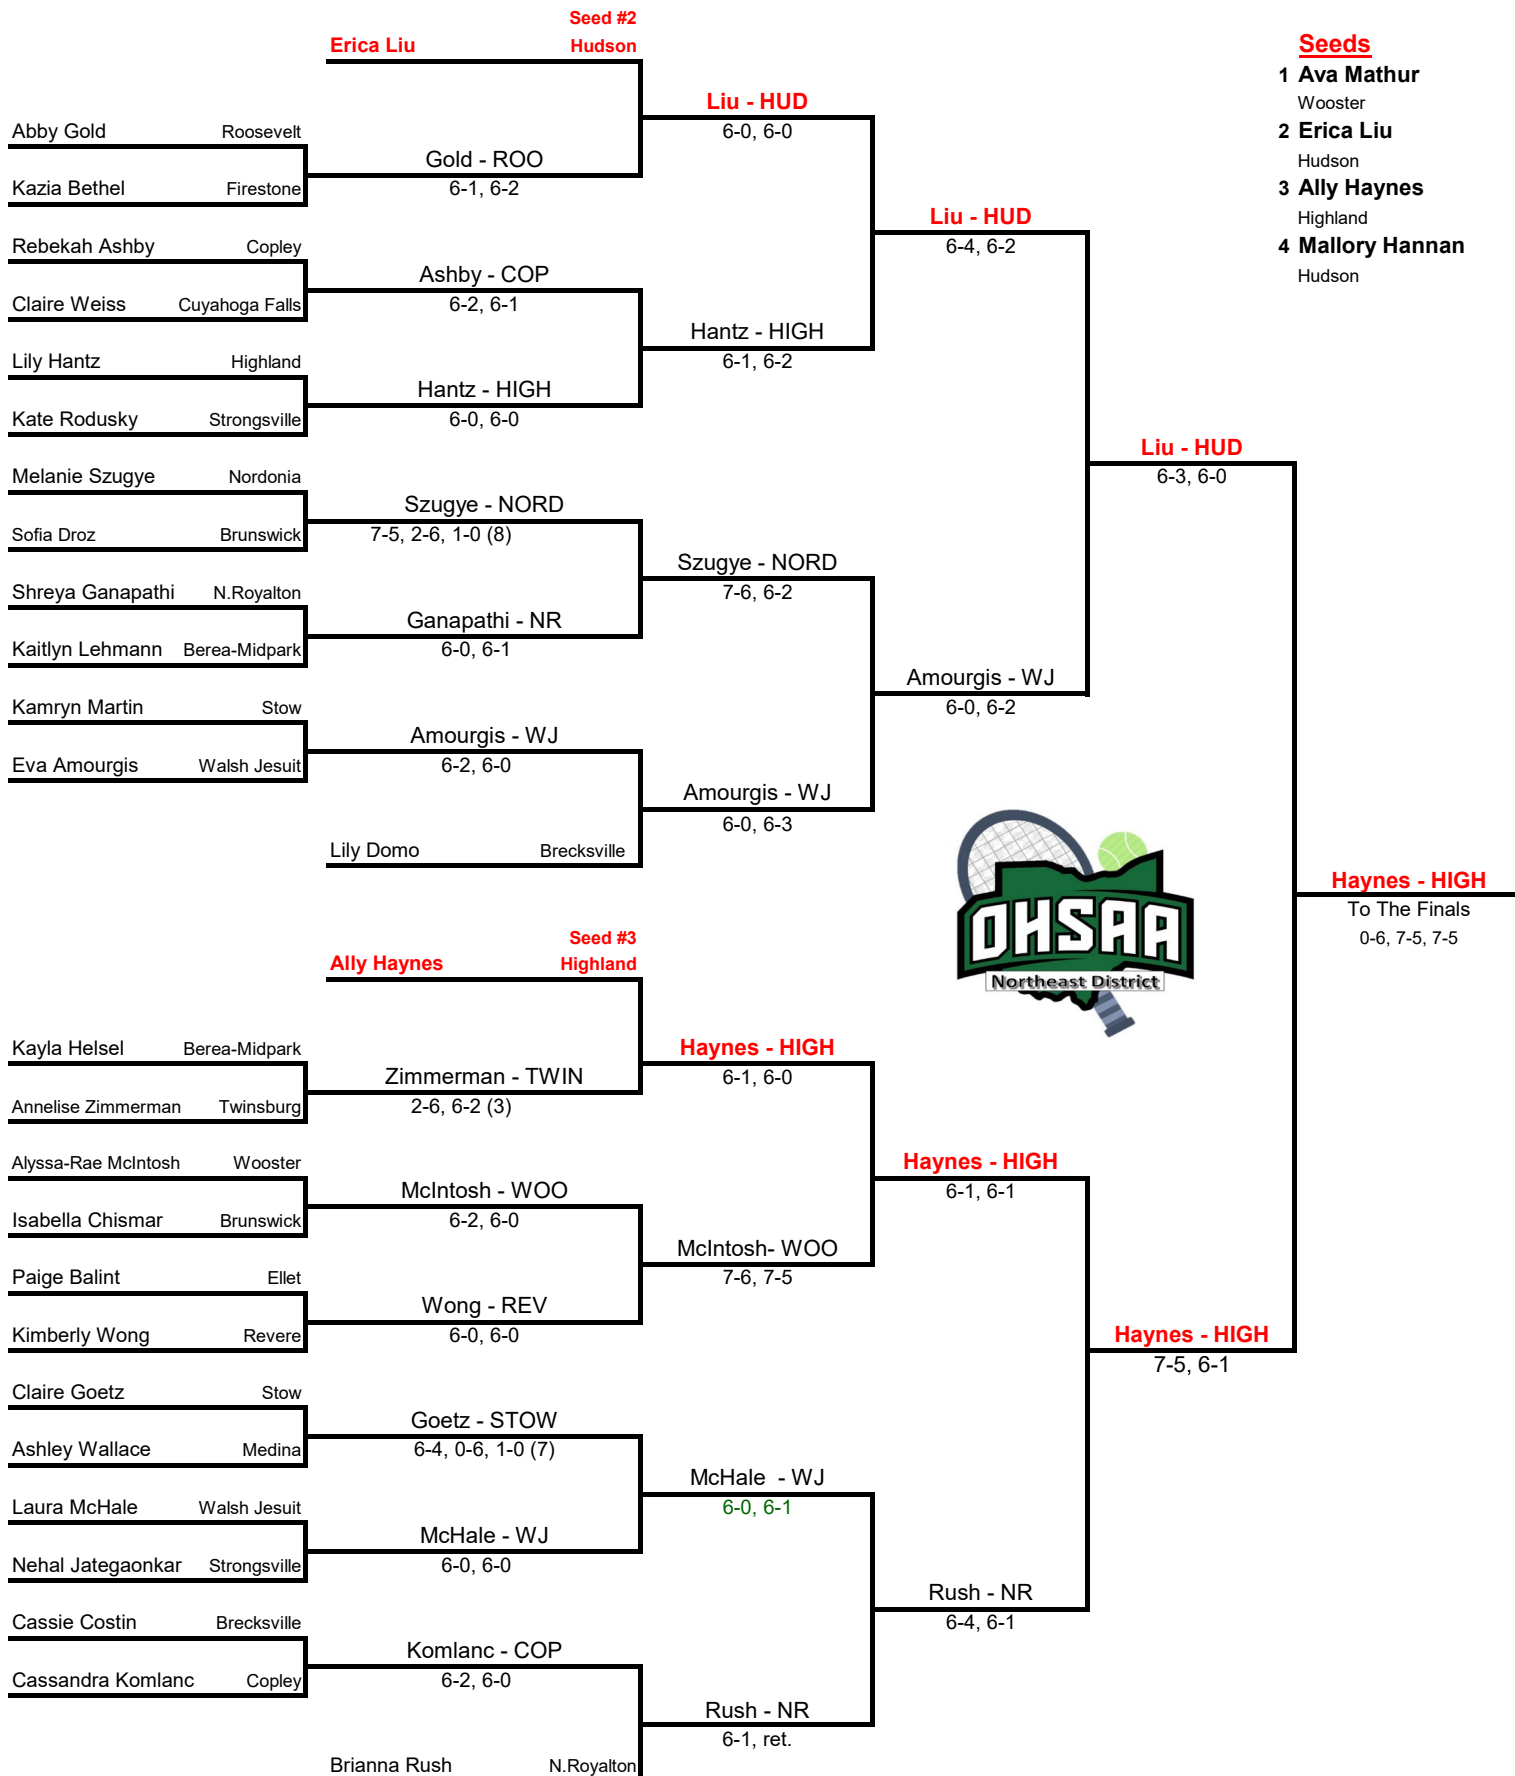 Seed #2
Erica Liu Hudson
Seeds
1 Ava Mathur
Wooster
2 Erica Liu
Hudson
3 Ally Haynes
Highland
4 Mallory Hannan
Hudson
Liu - HUD
6-0, 6-0
Abby Gold Roosevelt
Gold - ROO
6-1, 6-2
Kazia Bethel Firestone
Liu - HUD
6-4, 6-2
Rebekah Ashby Copley
Ashby - COP
6-2, 6-1
Claire Weiss Cuyahoga Falls
Hantz - HIGH
6-1, 6-2
Lily Hantz Highland
Hantz - HIGH
6-0, 6-0
Kate Rodusky Strongsville
Liu - HUD
6-3, 6-0
Melanie Szugye Nordonia
Szugye - NORD
7-5, 2-6, 1-0 (8)
Sofia Droz Brunswick
Szugye - NORD
7-6, 6-2
Shreya Ganapathi N.Royalton
Ganapathi - NR
6-0, 6-1
Kaitlyn Lehmann Berea-Midpark
Amourgis - WJ
6-0, 6-2
Kamryn Martin Stow
Amourgis - WJ
6-2, 6-0
Eva Amourgis Walsh Jesuit
Amourgis - WJ
6-0, 6-3
Lily Domo Brecksville
OHSAA
Northeast District
Haynes - HIGH
To The Finals
0-6, 7-5, 7-5
Seed #3
Ally Haynes Highland
Haynes - HIGH
6-1, 6-0
Kayla Helsel Berea-Midpark
Zimmerman - TWIN
2-6, 6-2 (3)
Annelise Zimmerman Twinsburg
Haynes - HIGH
6-1, 6-1
Alyssa-Rae McIntosh Wooster
McIntosh - WOO
6-2, 6-0
Isabella Chismar Brunswick
McIntosh- WOO
7-6, 7-5
Paige Balint Ellet
Wong - REV
6-0, 6-0
Kimberly Wong Revere
Haynes - HIGH
7-5, 6-1
Claire Goetz Stow
Goetz - STOW
6-4, 0-6, 1-0 (7)
Ashley Wallace Medina
McHale - WJ
6-0, 6-1
Laura McHale Walsh Jesuit
McHale - WJ
6-0, 6-0
Nehal Jategaonkar Strongsville
Rush - NR
6-4, 6-1
Cassie Costin Brecksville
Komlanc - COP
6-2, 6-0
Cassandra Komlanc Copley
Rush - NR
6-1, ret.
Brianna Rush N.Royalton